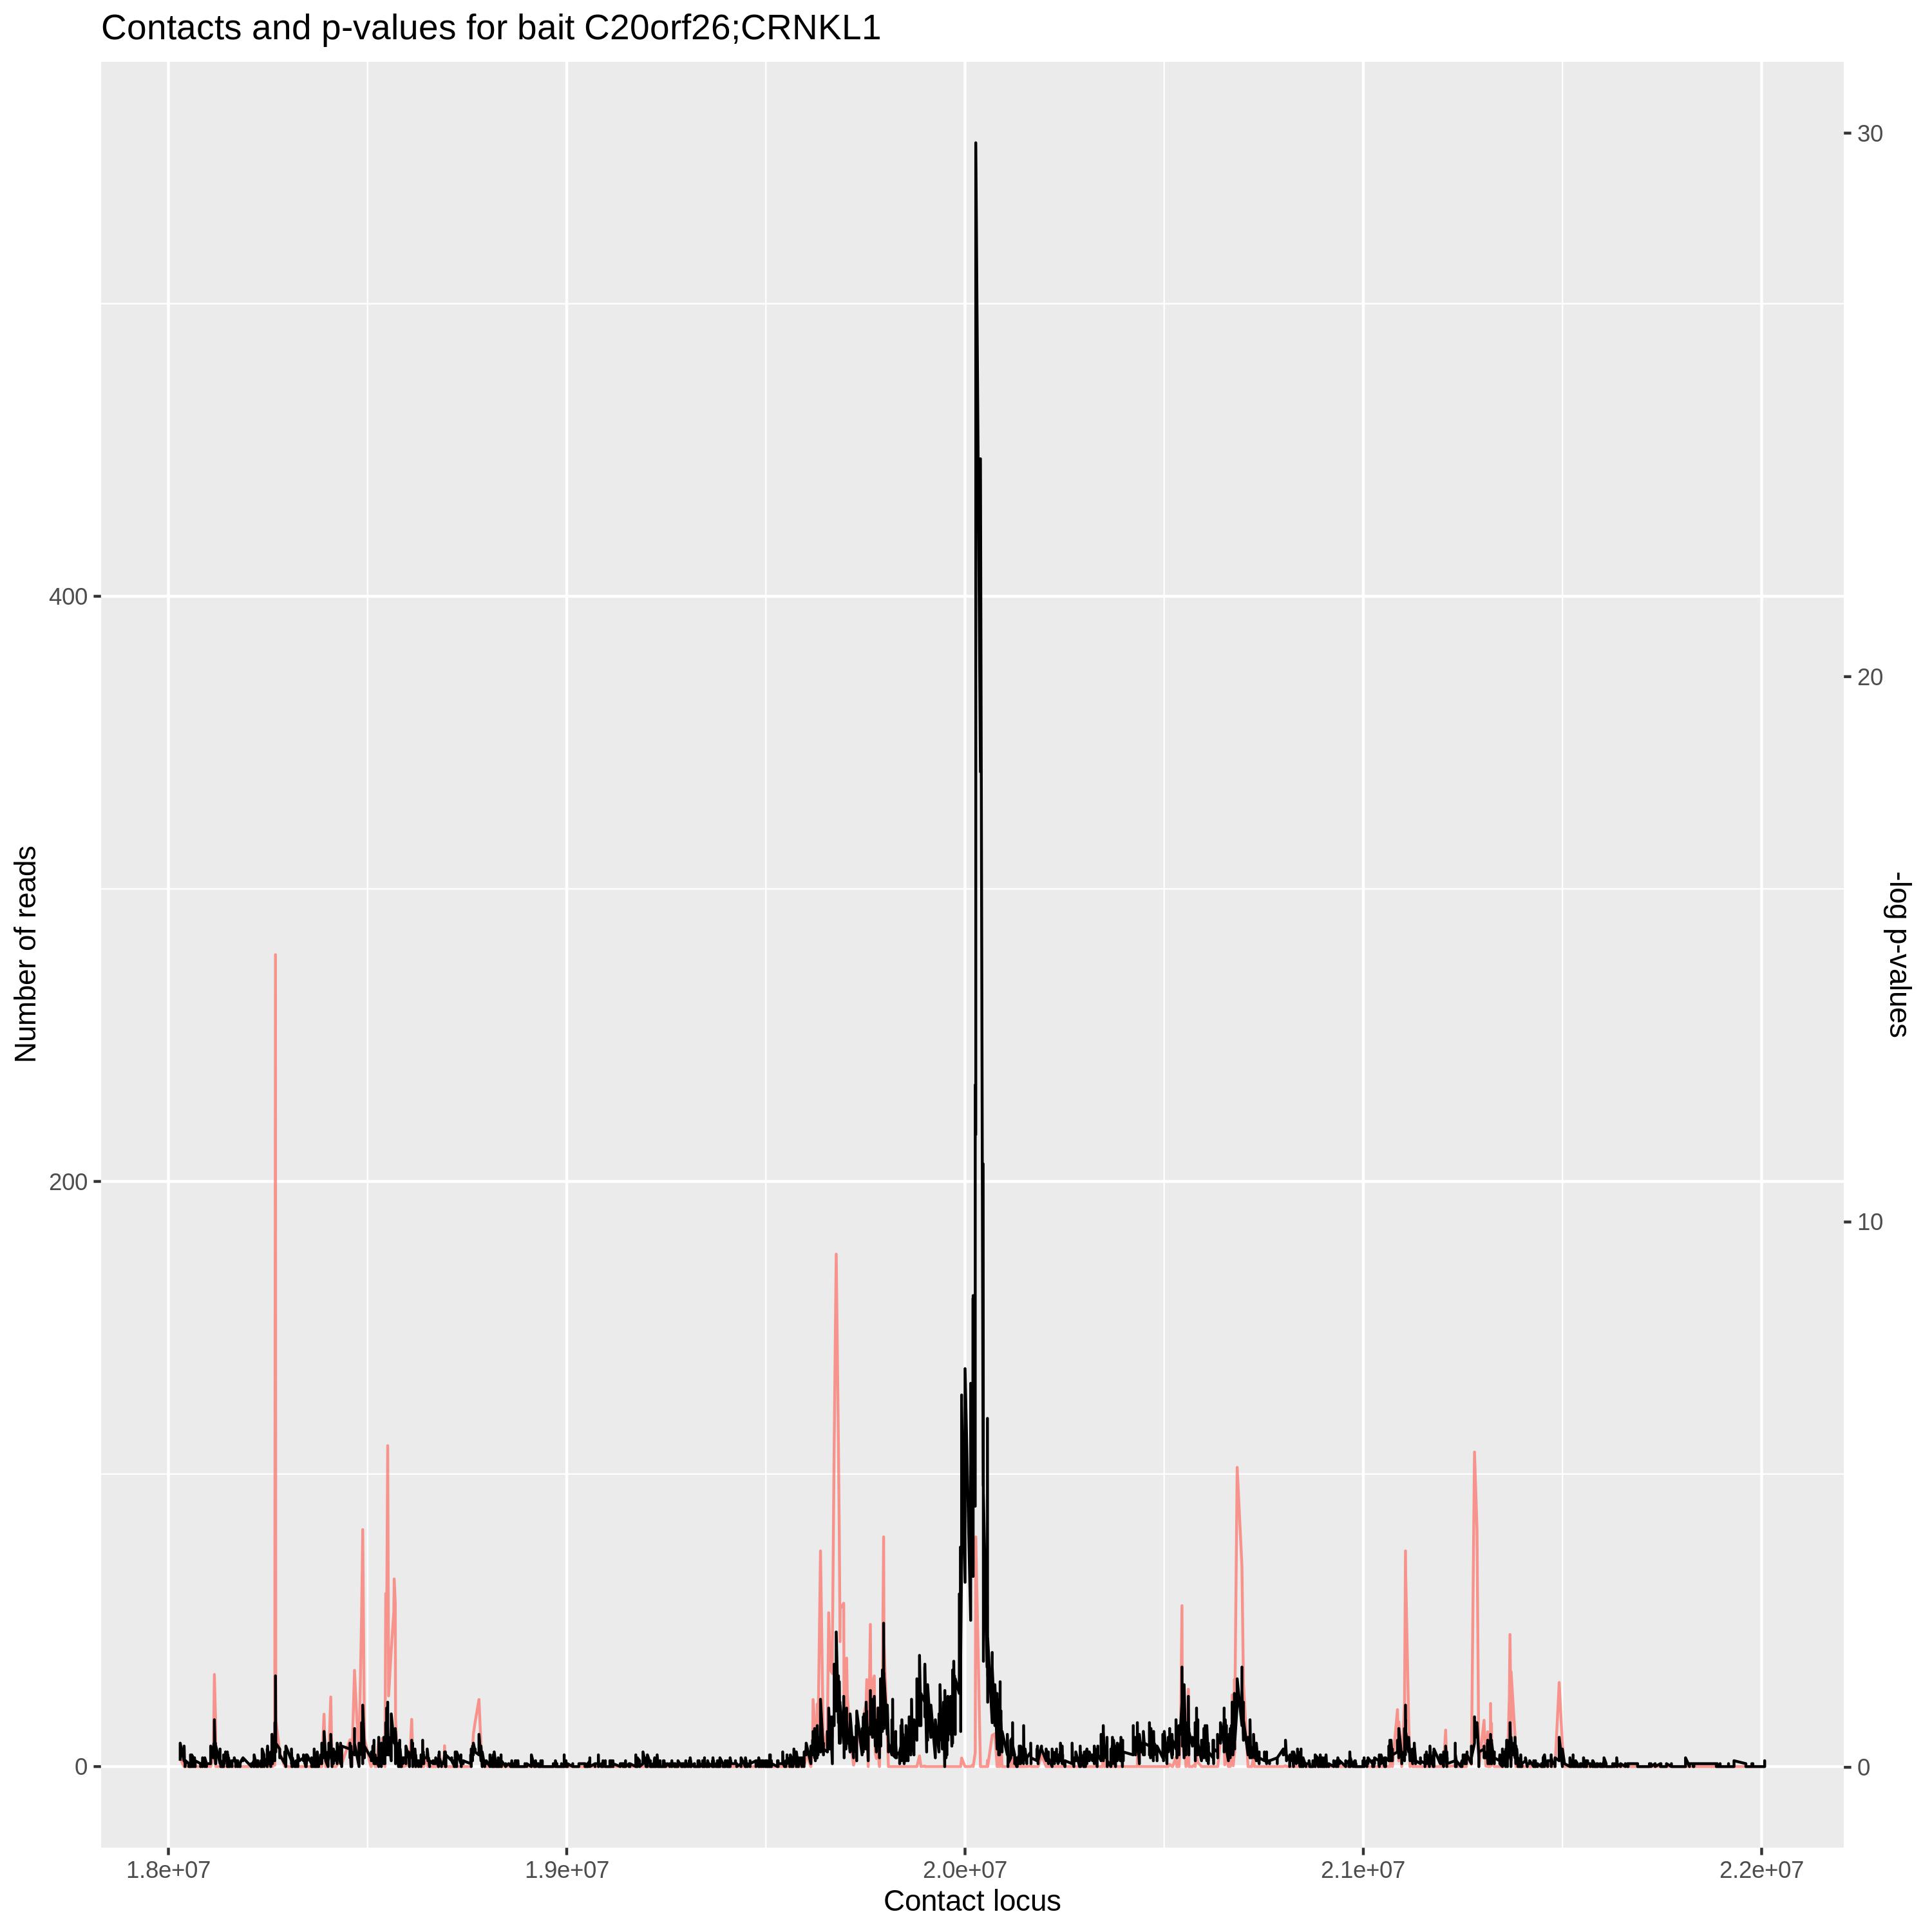 Contacts and p-values for bait C20orf26;CRNKL1
Number of reads
400
200
0
30
20
10
0
-log p-values
1.8e+07
1.9e+07
2.0e+07
2.1e+07
2.2e+07
Contact locus